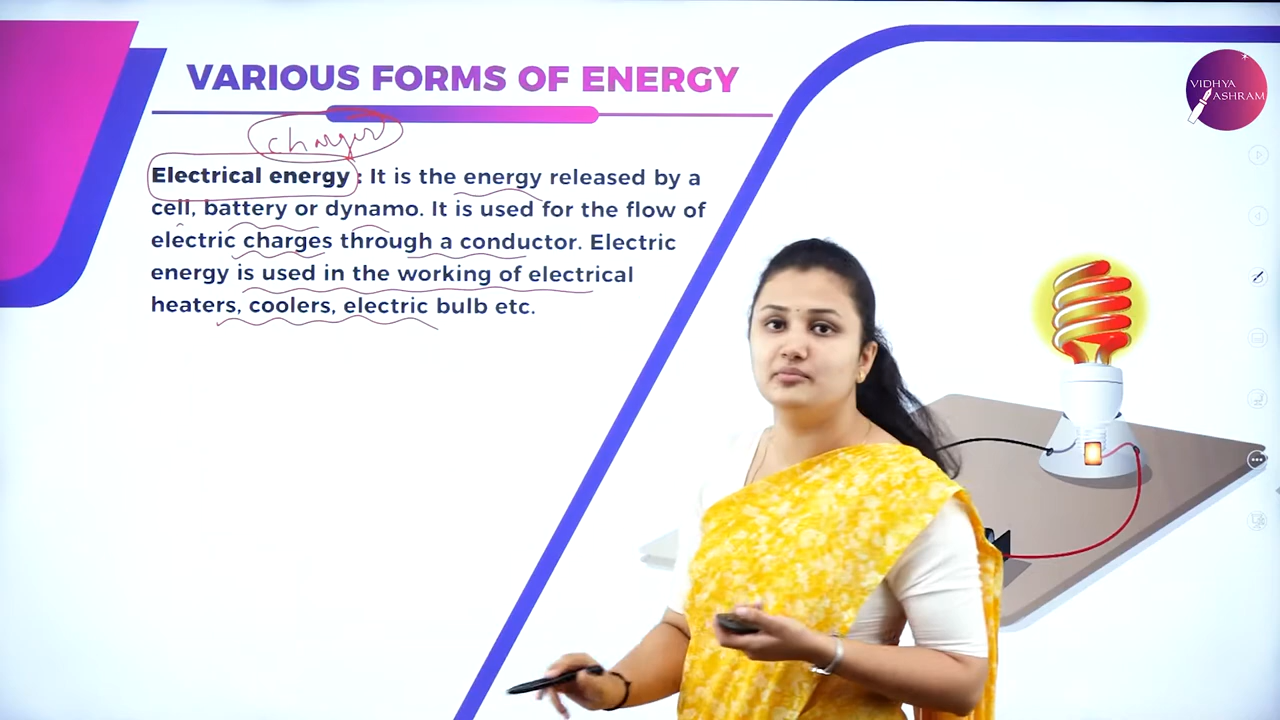 VARIOUS FORMS OF ENERGY
VIDHYA
ASHRAM
charges
Electrical energy : It is the energy released by a
cell, battery or dynamo. It is used for the flow of
electric charges through a conductor. Electric
energy is used in the working of electrical
heaters, coolers, electric bulb etc.